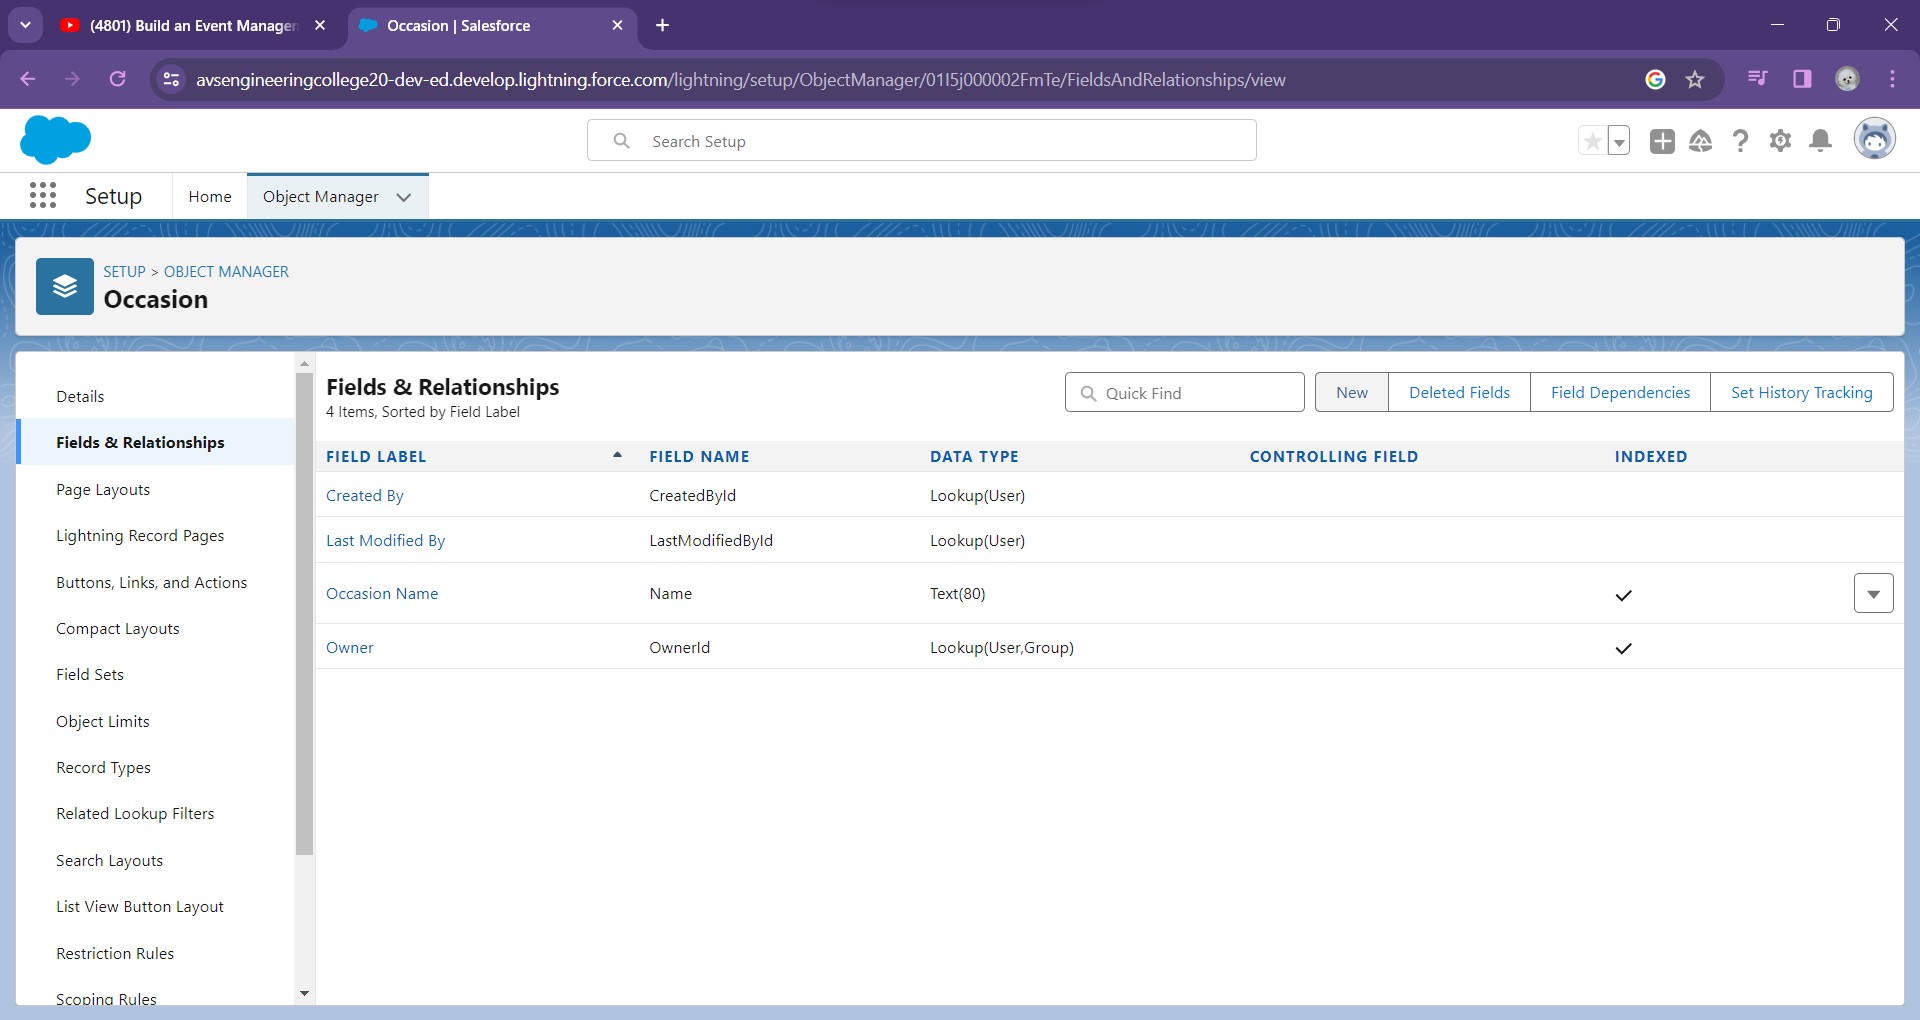 (4801) Build an Event Manager
Occasion | Salesforce
avsengineeringcollege20-dev-ed.develop.lightning.force.com/lightning/setup/ObjectManager/01I5j000002FmTe/FieldsAndRelationships/view
Search Setup
Setup
Home
Object Manager
SETUP > OBJECT MANAGER
Occasion
Details
Fields & Relationships
Page Layouts
Lightning Record Pages
Buttons, Links, and Actions
Compact Layouts
Field Sets
Object Limits
Record Types
Related Lookup Filters
Search Layouts
List View Button Layout
Restriction Rules
Scoping Rules
Fields & Relationships
4 Items, Sorted by Field Label
Quick Find
New
Deleted Fields
Field Dependencies
Set History Tracking
FIELD LABEL FIELD NAME DATA TYPE CONTROLLING FIELD INDEXED
Created By CreatedById Lookup(User)
Last Modified By LastModifiedById Lookup(User)
Occasion Name Name Text(80)
Owner OwnerId Lookup(User,Group)